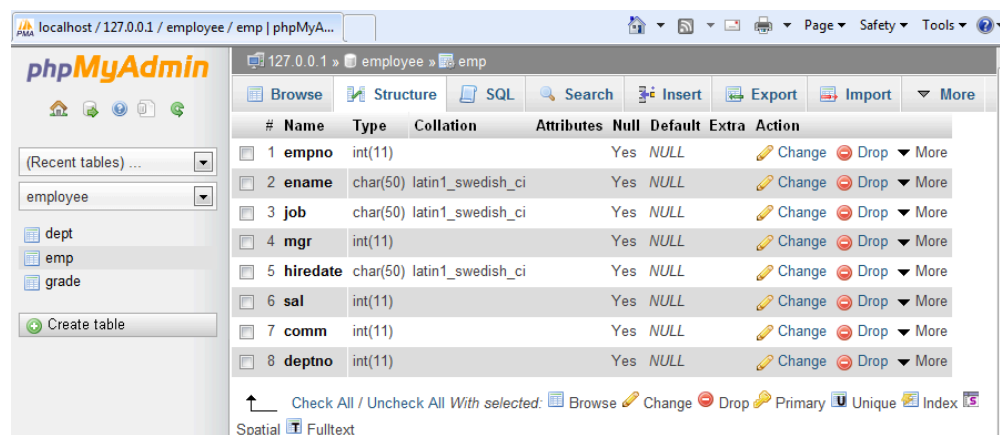 localhost / 127.0.0.1 / employee / emp | phpMyA...
Page Safety Tools
PMA
phpMyAdmin
(Recent tables) ...
employee
dept
emp
grade
Create table
127.0.0.1 » employee » emp
Browse Structure SQL Search Insert Export Import More
# Name Type Collation Attributes Null Default Extra Action
1 empno int(11) Yes NULL Change Drop More
2 ename char(50) latin1_swedish_ci Yes NULL Change Drop More
3 job char(50) latin1_swedish_ci Yes NULL Change Drop More
4 mgr int(11) Yes NULL Change Drop More
5 hiredate char(50) latin1_swedish_ci Yes NULL Change Drop More
6 sal int(11) Yes NULL Change Drop More
7 comm int(11) Yes NULL Change Drop More
8 deptno int(11) Yes NULL Change Drop More
Check All / Uncheck All With selected: Browse Change Drop Primary U Unique Index S
Spatial T Fulltext